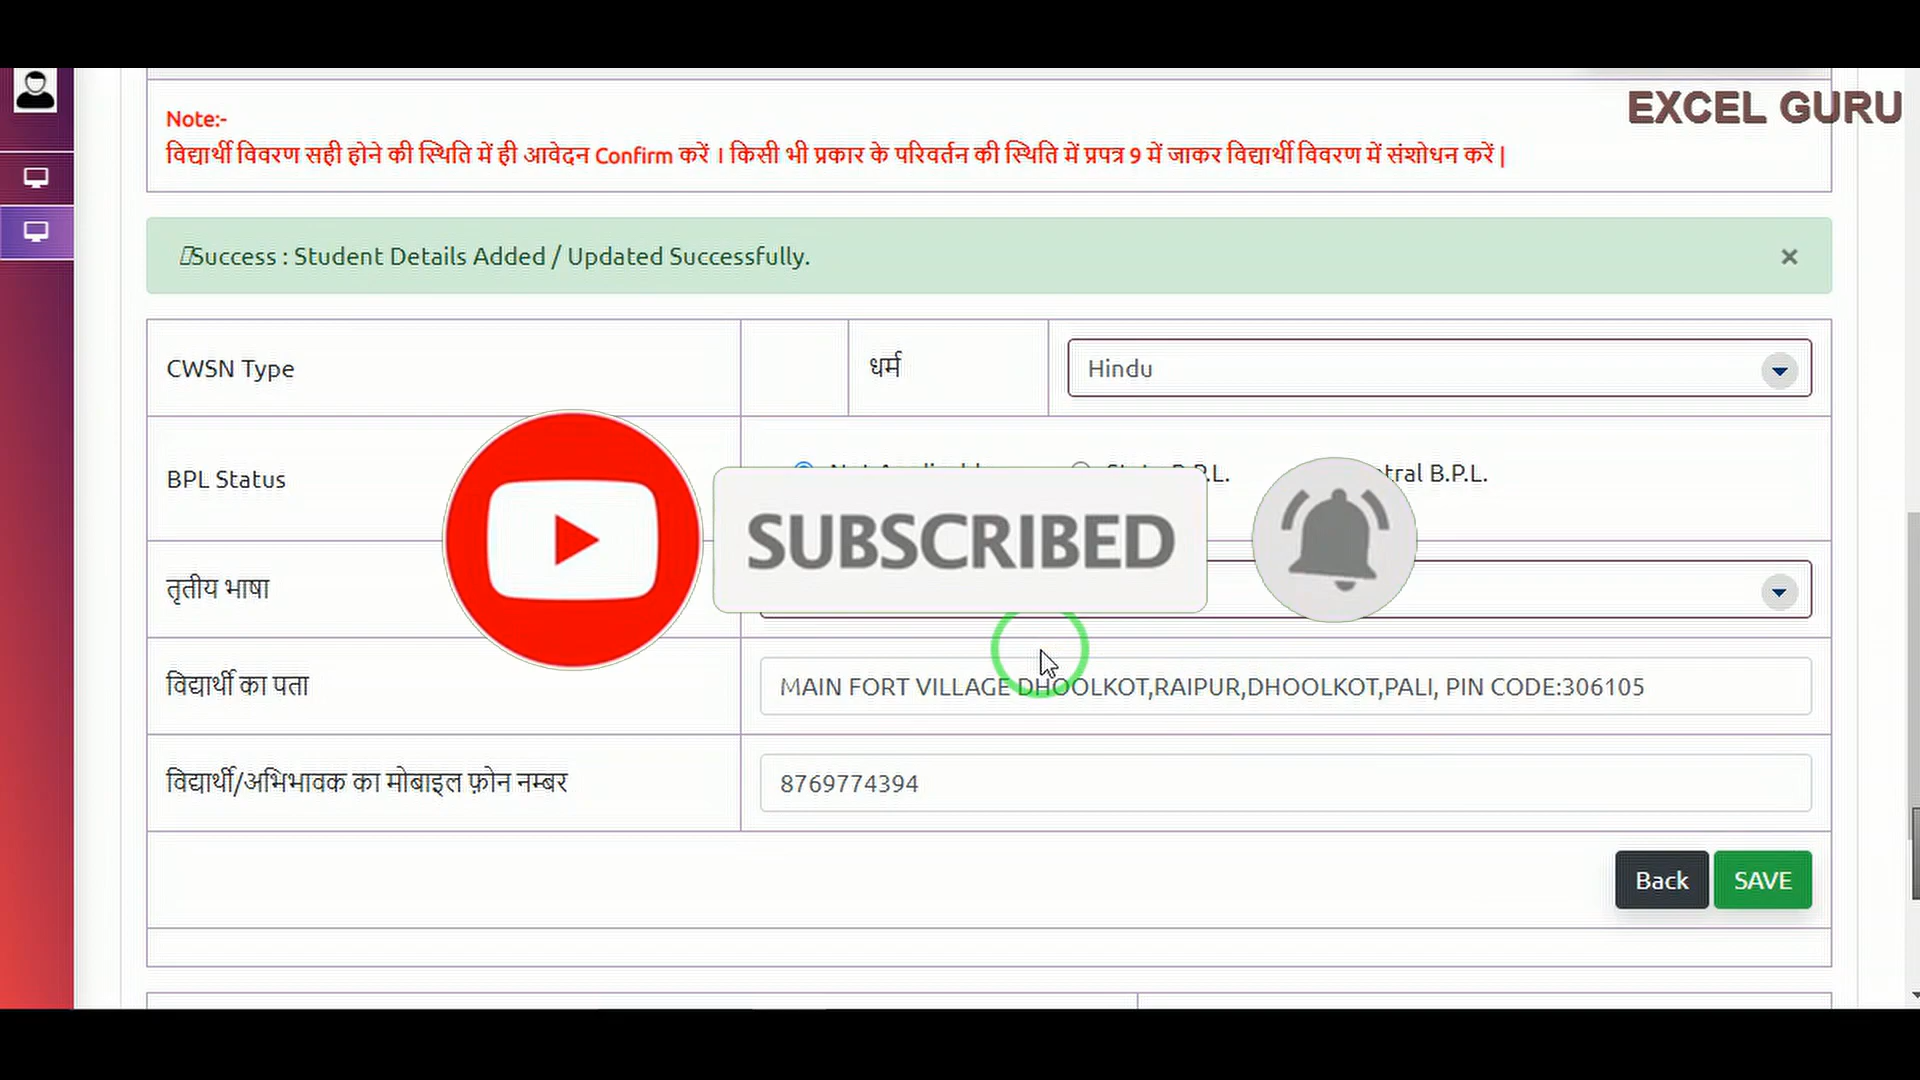 EXCEL GURU
Note:-
विद्यार्थी विवरण सही होने की स्थिति में ही आवेदन Confirm करें । किसी भी प्रकार के परिवर्तन की स्थिति में प्रपत्र 9 में जाकर विद्यार्थी विवरण में संशोधन करें |
Success : Student Details Added / Updated Successfully. ×
CWSN Type धर्म Hindu
BPL Status B.P.L. B.P.L.
SUBSCRIBED
तृतीय भाषा
विद्यार्थी का पता MAIN FORT VILLAGE DHOOLKOT,RAIPUR,DHOOLKOT,PALI, PIN CODE:306105
विद्यार्थी/अभिभावक का मोबाइल फ़ोन नम्बर 8769774394
Back SAVE